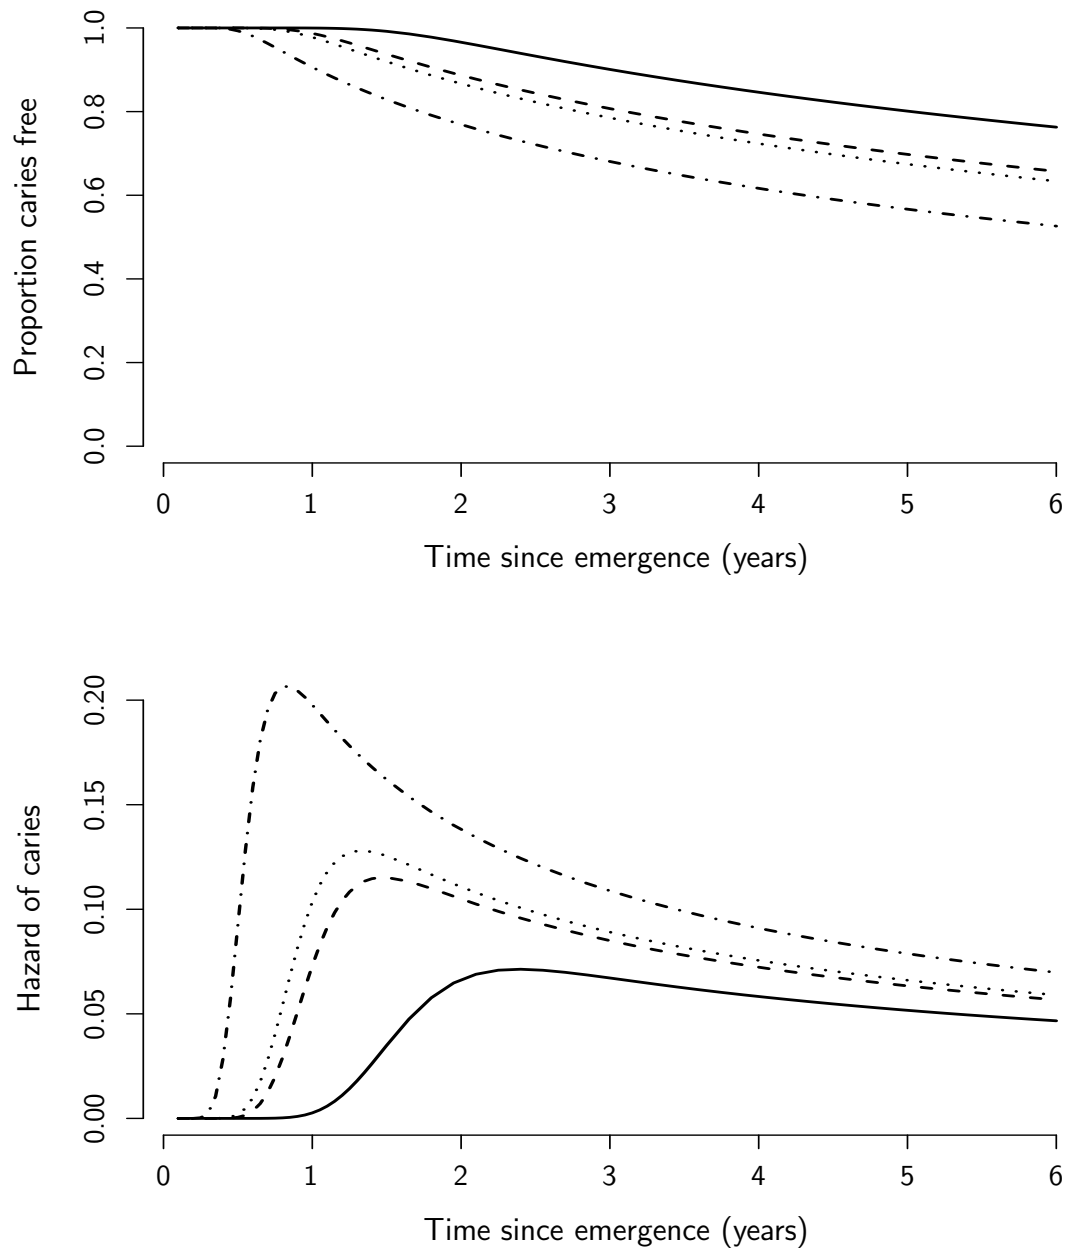 Proportion caries free
1.0
0.8
0.6
0.4
0.2
0.0
0 1 2 3 4 5 6
Time since emergence (years)
Hazard of caries
0.20
0.15
0.10
0.05
0.00
0 1 2 3 4 5 6
Time since emergence (years)